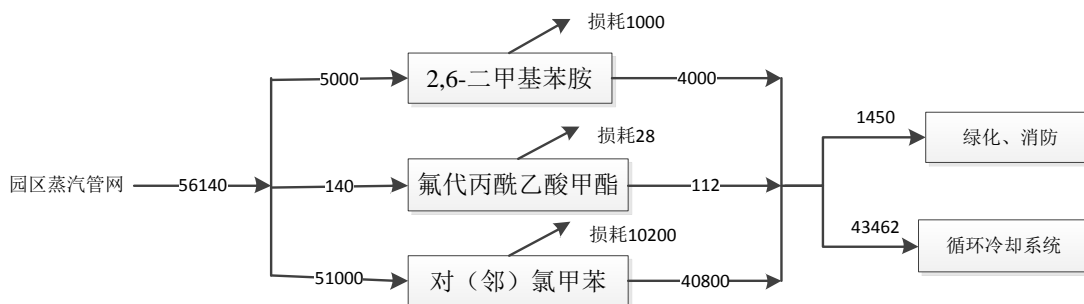 损耗1000
5000
2,6-二甲基苯胺
4000
1450
绿化、消防
损耗28
园区蒸汽管网
56140
140
氟代丙酰乙酸甲酯
112
损耗10200
43462
循环冷却系统
51000
对（邻）氯甲苯
40800